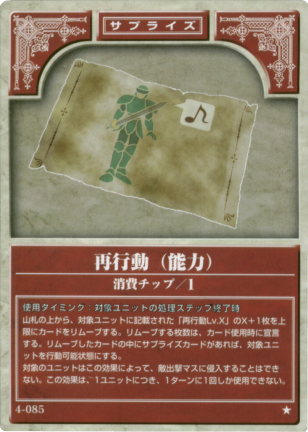 サプライズ
再行動（能力）
消費チップ／1
使用タイミング：対象ユニットの処理ステップ終了時
山札の上から、対象ユニットに記載された「再行動Lv.X」のX＋1枚を上
限にカードをリムーブする。リムーブする枚数は、カード使用時に宣言
する。リムーブしたカードの中にサプライズカードがあれば、対象ユニ
ットを行動可能状態にする。
対象のユニットはこの効果によって、敵出撃マスに侵入することはでき
ない。この効果は、1ユニットにつき、1ターンに1回しか使用できない。
4-085